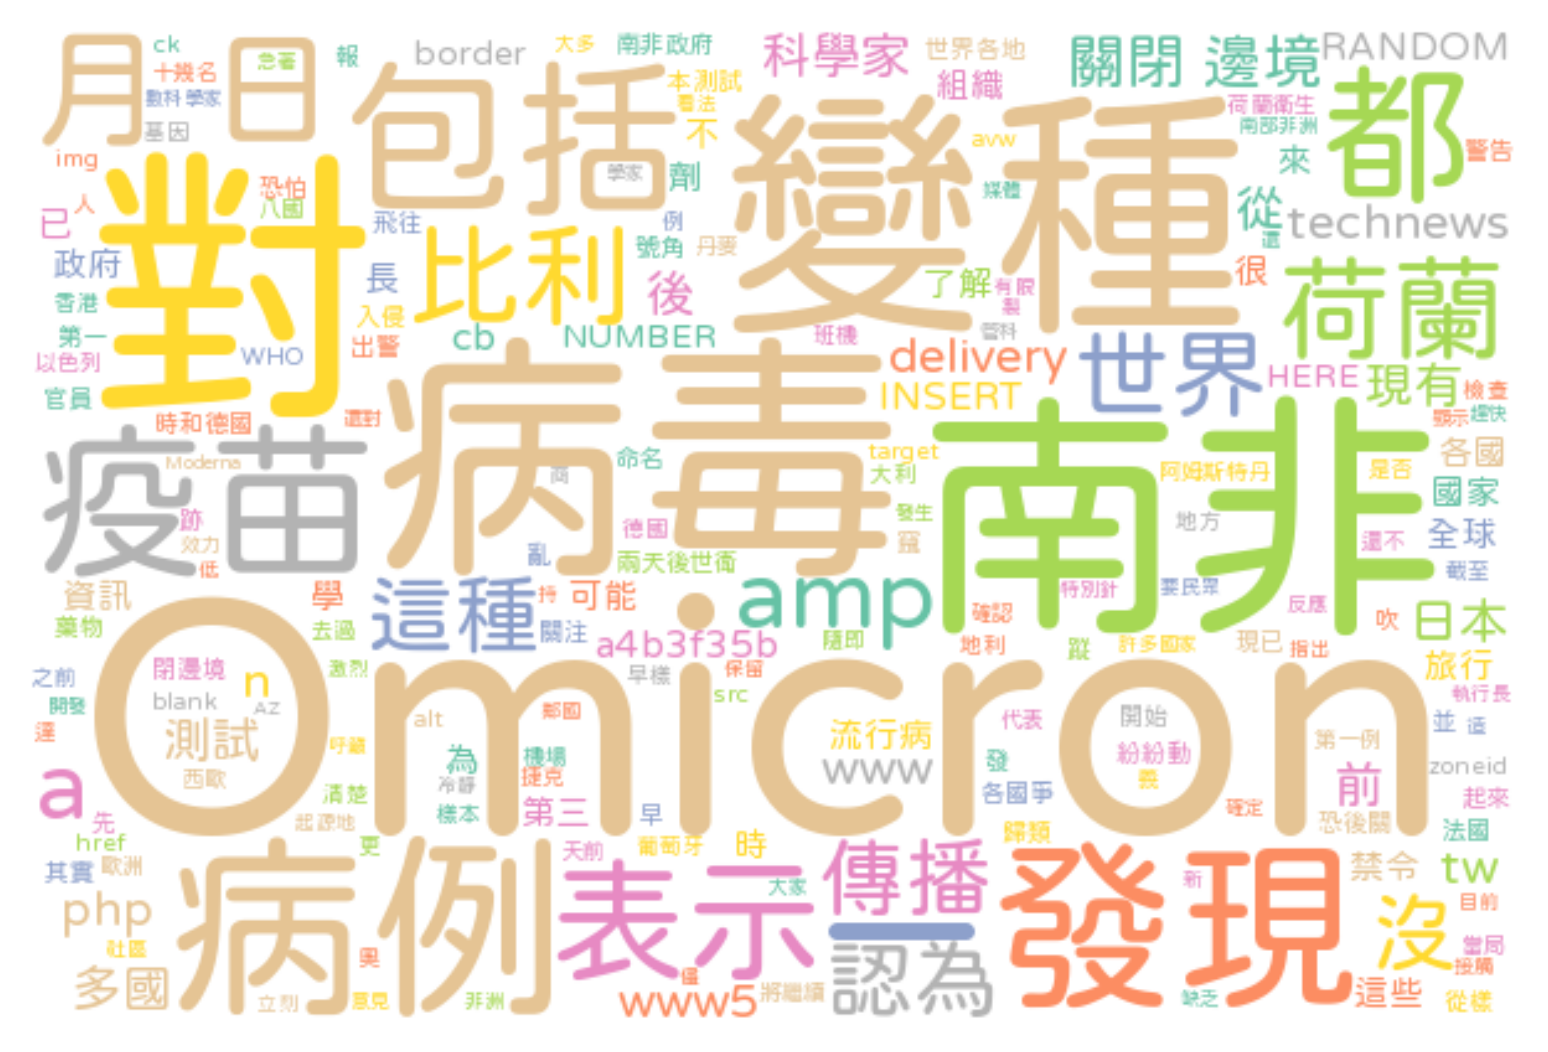 ck
急著
報
border
大多
南非政府
科學家
世界各地
關閉
邊境
RANDOM
月日
十幾名
數科學家
基因
包括
本測試
看法
不
組織
變種
avw
荷蘭衛生
南部非洲
都
警告
img
人
已
恐怕
八國
學家
劑
媒體
來
從
還
technews
對
飛往
例
號角
丹麥
政府
長
比利
後
了解
有限
製
很
荷蘭
香港
第一
以色列
官員
WHO
入侵
出警
cb
NUMBER
班機
管科
delivery
INSERT
世界
HERE
現有
檢查
顯示
趕快
時和德國
還對
病毒
疫苗
Moderna
跡
效力
低
商
命名
德國
亂
兩天後世衛
target
大利
發生
南非
阿姆斯特丹
地方
是否
各國
國家
全球
還不
截至
資訊
藥物
學
去過
這種
持
可能
關注
amp
a4b3f35b
隨即
特別針
要民眾
確認
地利
蹤
許多國家
現已
反應
指出
吹
日本
旅行
之前
開發
閉邊境
blank
n
AZ
測試
西歐
激烈
呼籲
清楚
起源地
Omicron
alt
鄰國
早樣
保留
src
為
冷靜
樣本
機場
捷克
第三
早
流行病
www
代表
發
各國爭
歸類
開始
紛紛動
義
第一例
前
確定
恐後關
執行長
並
造
zoneid
起來
法國
a
先
href
其實
歐洲
php
社區
多國
更
病例
奧
立刻
意見
非洲
天前
葡萄牙
時
表示
大家
僅
www5
將繼續
傳播
認為
發現
新
缺乏
禁令
tw
沒
目前
當局
接觸
這些
從樣